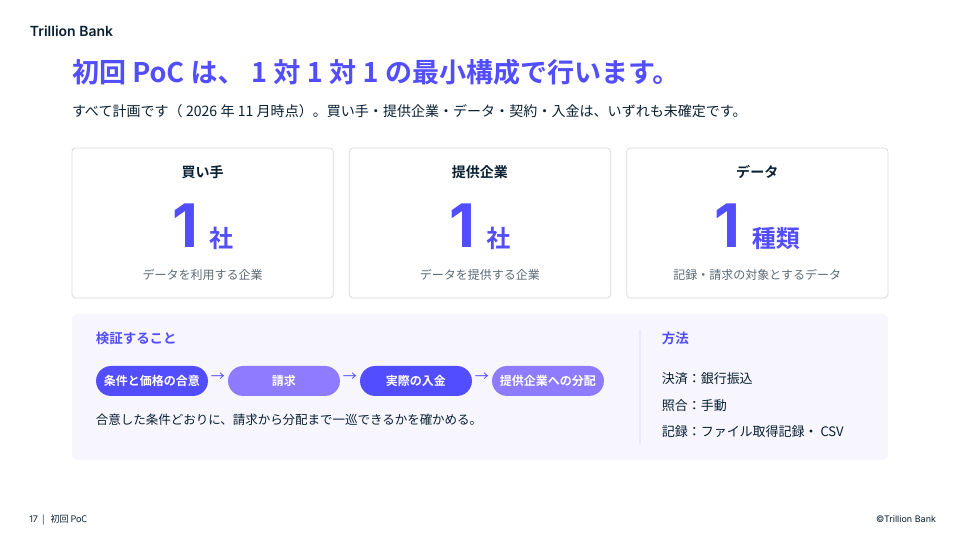 Trillion Bank
初回 PoC は、 1 対 1 対 1 の最小構成で行います。
すべて計画です（ 2026 年 11 月時点）。買い手・提供企業・データ・契約・入金は、いずれも未確定です。
買い手
1 社
データを利用する企業
提供企業
1 社
データを提供する企業
データ
1 種類
記録・請求の対象とするデータ
検証すること
条件と価格の合意 → 請求 → 実際の入金 → 提供企業への分配
合意した条件どおりに、請求から分配まで一巡できるかを確かめる。
方法
決済：銀行振込
照合：手動
記録：ファイル取得記録・ CSV
17 | 初回 PoC
©Trillion Bank